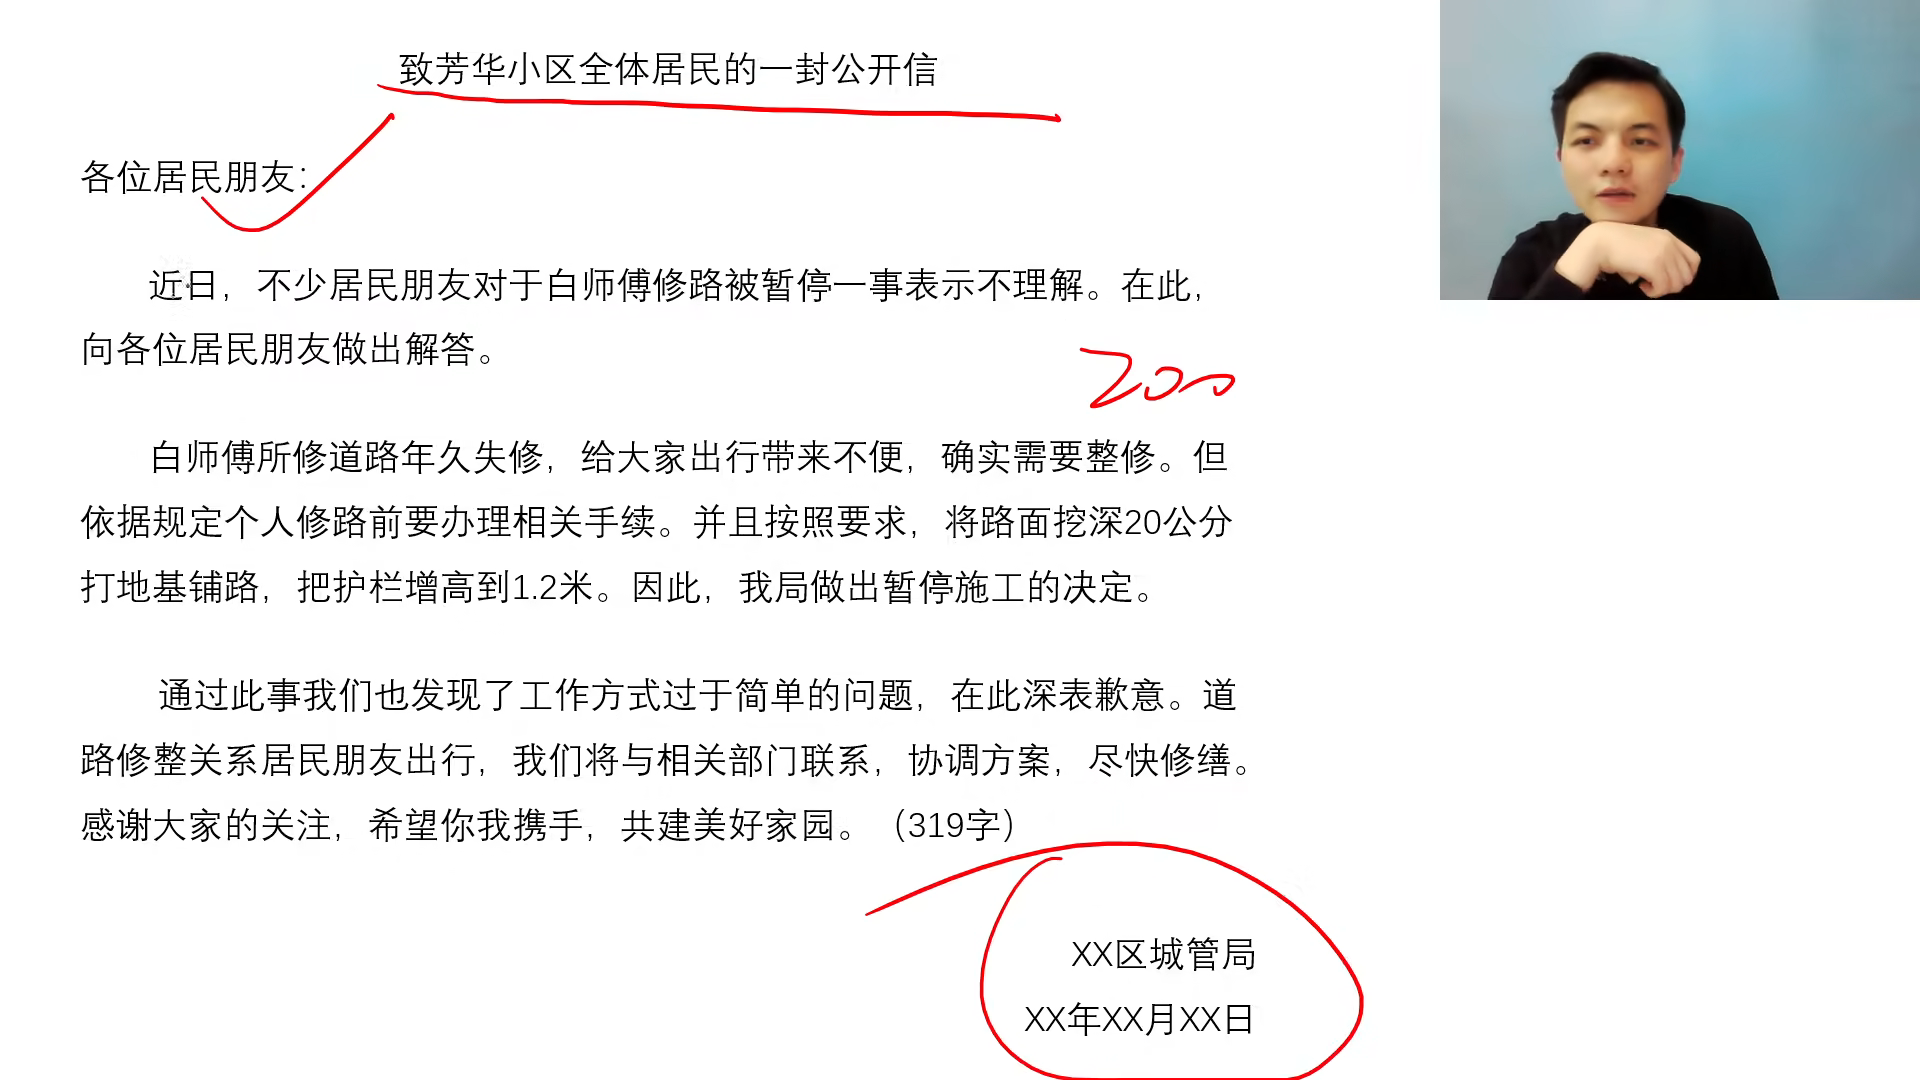 致芳华小区全体居民的一封公开信
各位居民朋友：
近日，不少居民朋友对于白师傅修路被暂停一事表示不理解。在此，
向各位居民朋友做出解答。
200
白师傅所修道路年久失修，给大家出行带来不便，确实需要整修。但
依据规定个人修路前要办理相关手续。并且按照要求，将路面挖深20公分
打地基铺路，把护栏增高到1.2米。因此，我局做出暂停施工的决定。
通过此事我们也发现了工作方式过于简单的问题，在此深表歉意。道
路修整关系居民朋友出行，我们将与相关部门联系，协调方案，尽快修缮。
感谢大家的关注，希望你我携手，共建美好家园。（319字）
XX区城管局
XX年XX月XX日